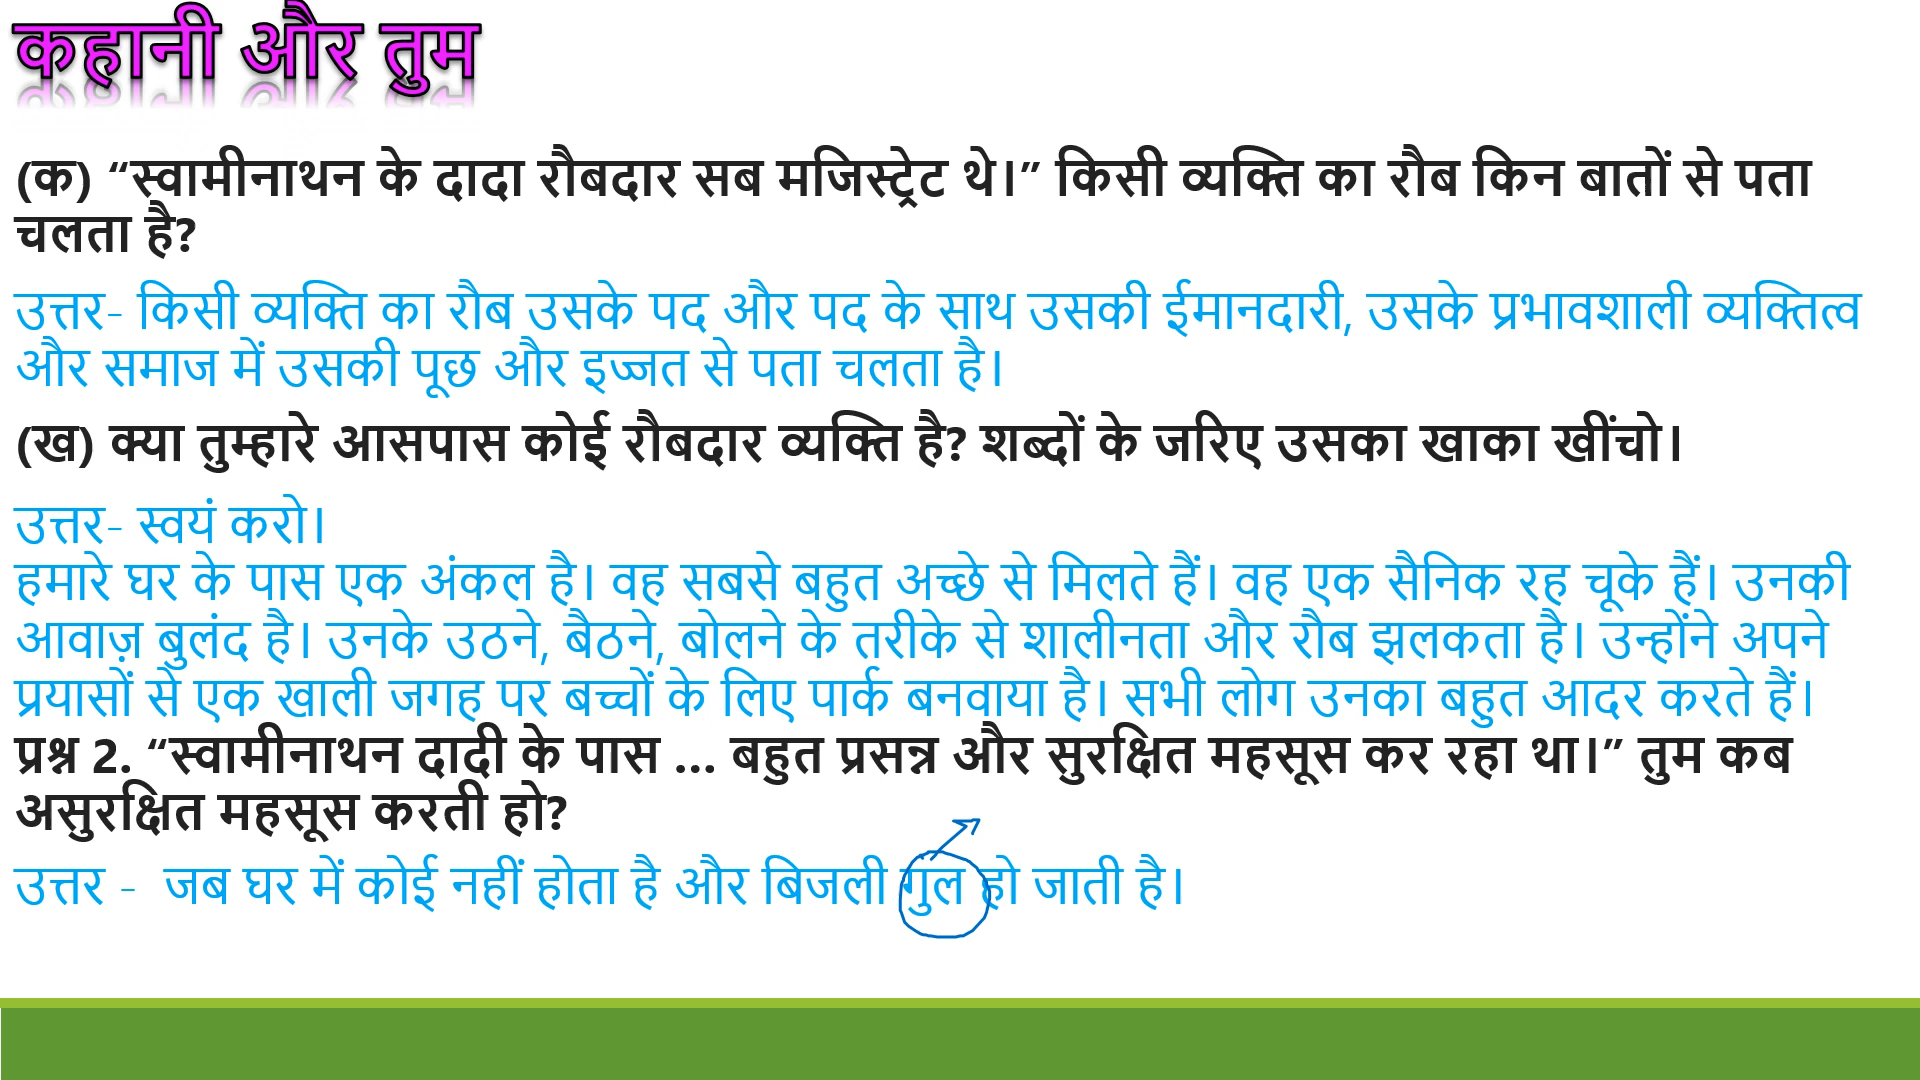 कहानी और तुम
(क) “स्वामीनाथन के दादा रौबदार सब मजिस्ट्रेट थे।” किसी व्यक्ति का रौब किन बातों से पता
चलता है?
उत्तर- किसी व्यक्ति का रौब उसके पद और पद के साथ उसकी ईमानदारी, उसके प्रभावशाली व्यक्तित्व
और समाज में उसकी पूछ और इज्जत से पता चलता है।
(ख) क्या तुम्हारे आसपास कोई रौबदार व्यक्ति है? शब्दों के जरिए उसका खाका खींचो।
उत्तर- स्वयं करो।
हमारे घर के पास एक अंकल है। वह सबसे बहुत अच्छे से मिलते हैं। वह एक सैनिक रह चूके हैं। उनकी
आवाज़ बुलंद है। उनके उठने, बैठने, बोलने के तरीके से शालीनता और रौब झलकता है। उन्होंने अपने
प्रयासों से एक खाली जगह पर बच्चों के लिए पार्क बनवाया है। सभी लोग उनका बहुत आदर करते हैं।
प्रश्न 2. “स्वामीनाथन दादी के पास ... बहुत प्रसन्न और सुरक्षित महसूस कर रहा था।” तुम कब
असुरक्षित महसूस करती हो?
उत्तर - जब घर में कोई नहीं होता है और बिजली गुल हो जाती है।